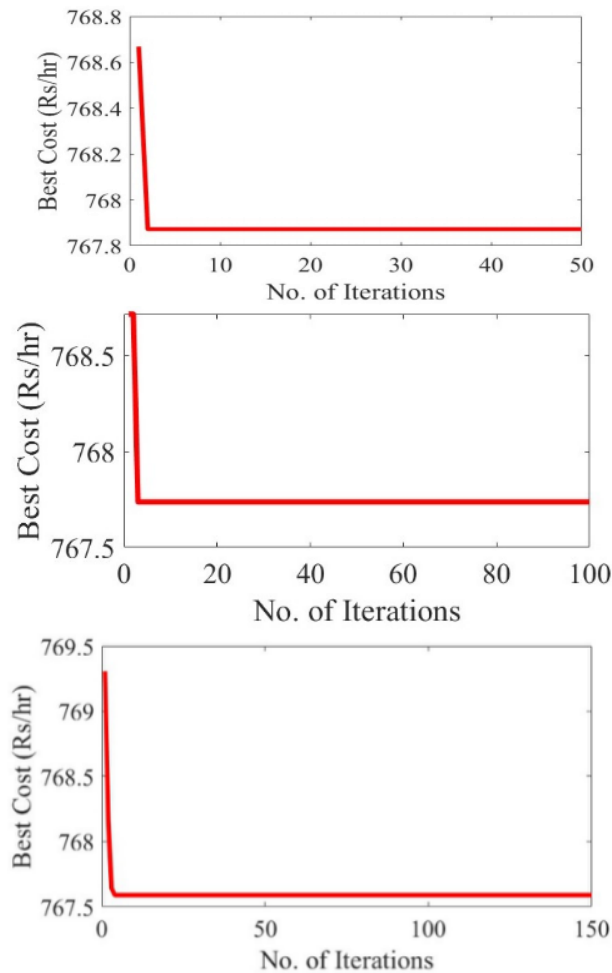 768.8
768.6
768.4
768.2
768
767.8
Best Cost (Rs/hr)
0 10 20 30 40 50
No. of Iterations
768.5
768
767.5
Best Cost (Rs/hr)
0 20 40 60 80 100
No. of Iterations
769.5
769
768.5
768
767.5
Best Cost (Rs/hr)
0 50 100 150
No. of Iterations